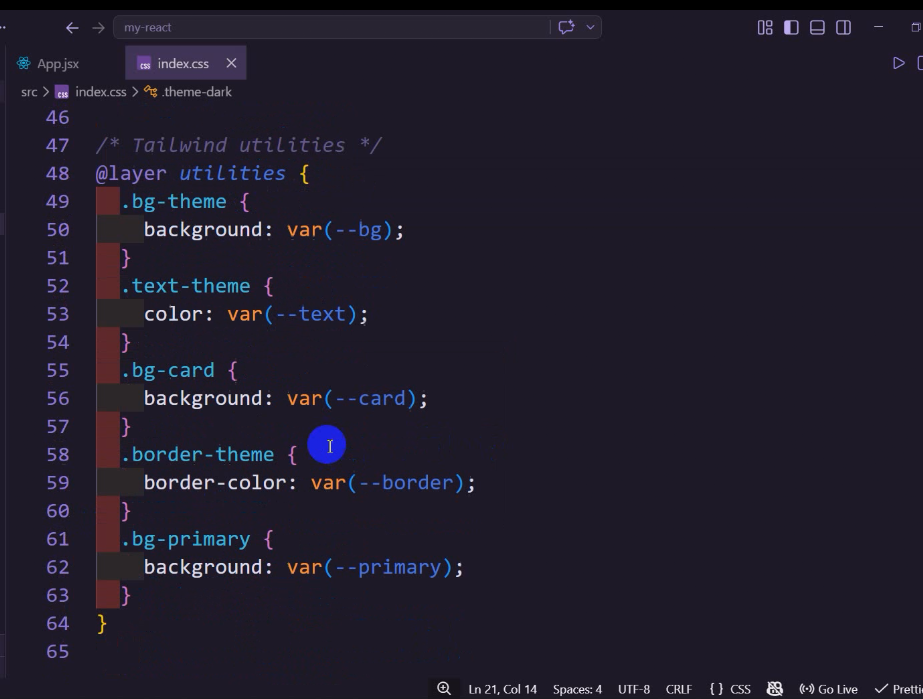 my-react
App.jsx
index.css
src > index.css > .theme-dark
46
47 /* Tailwind utilities */
48 @layer utilities {
49 .bg-theme {
50 background: var(--bg);
51 }
52 .text-theme {
53 color: var(--text);
54 }
55 .bg-card {
56 background: var(--card);
57 }
58 .border-theme {
59 border-color: var(--border);
60 }
61 .bg-primary {
62 background: var(--primary);
63 }
64 }
65
Ln 21, Col 14 Spaces: 4 UTF-8 CRLF { } CSS Go Live Pretti